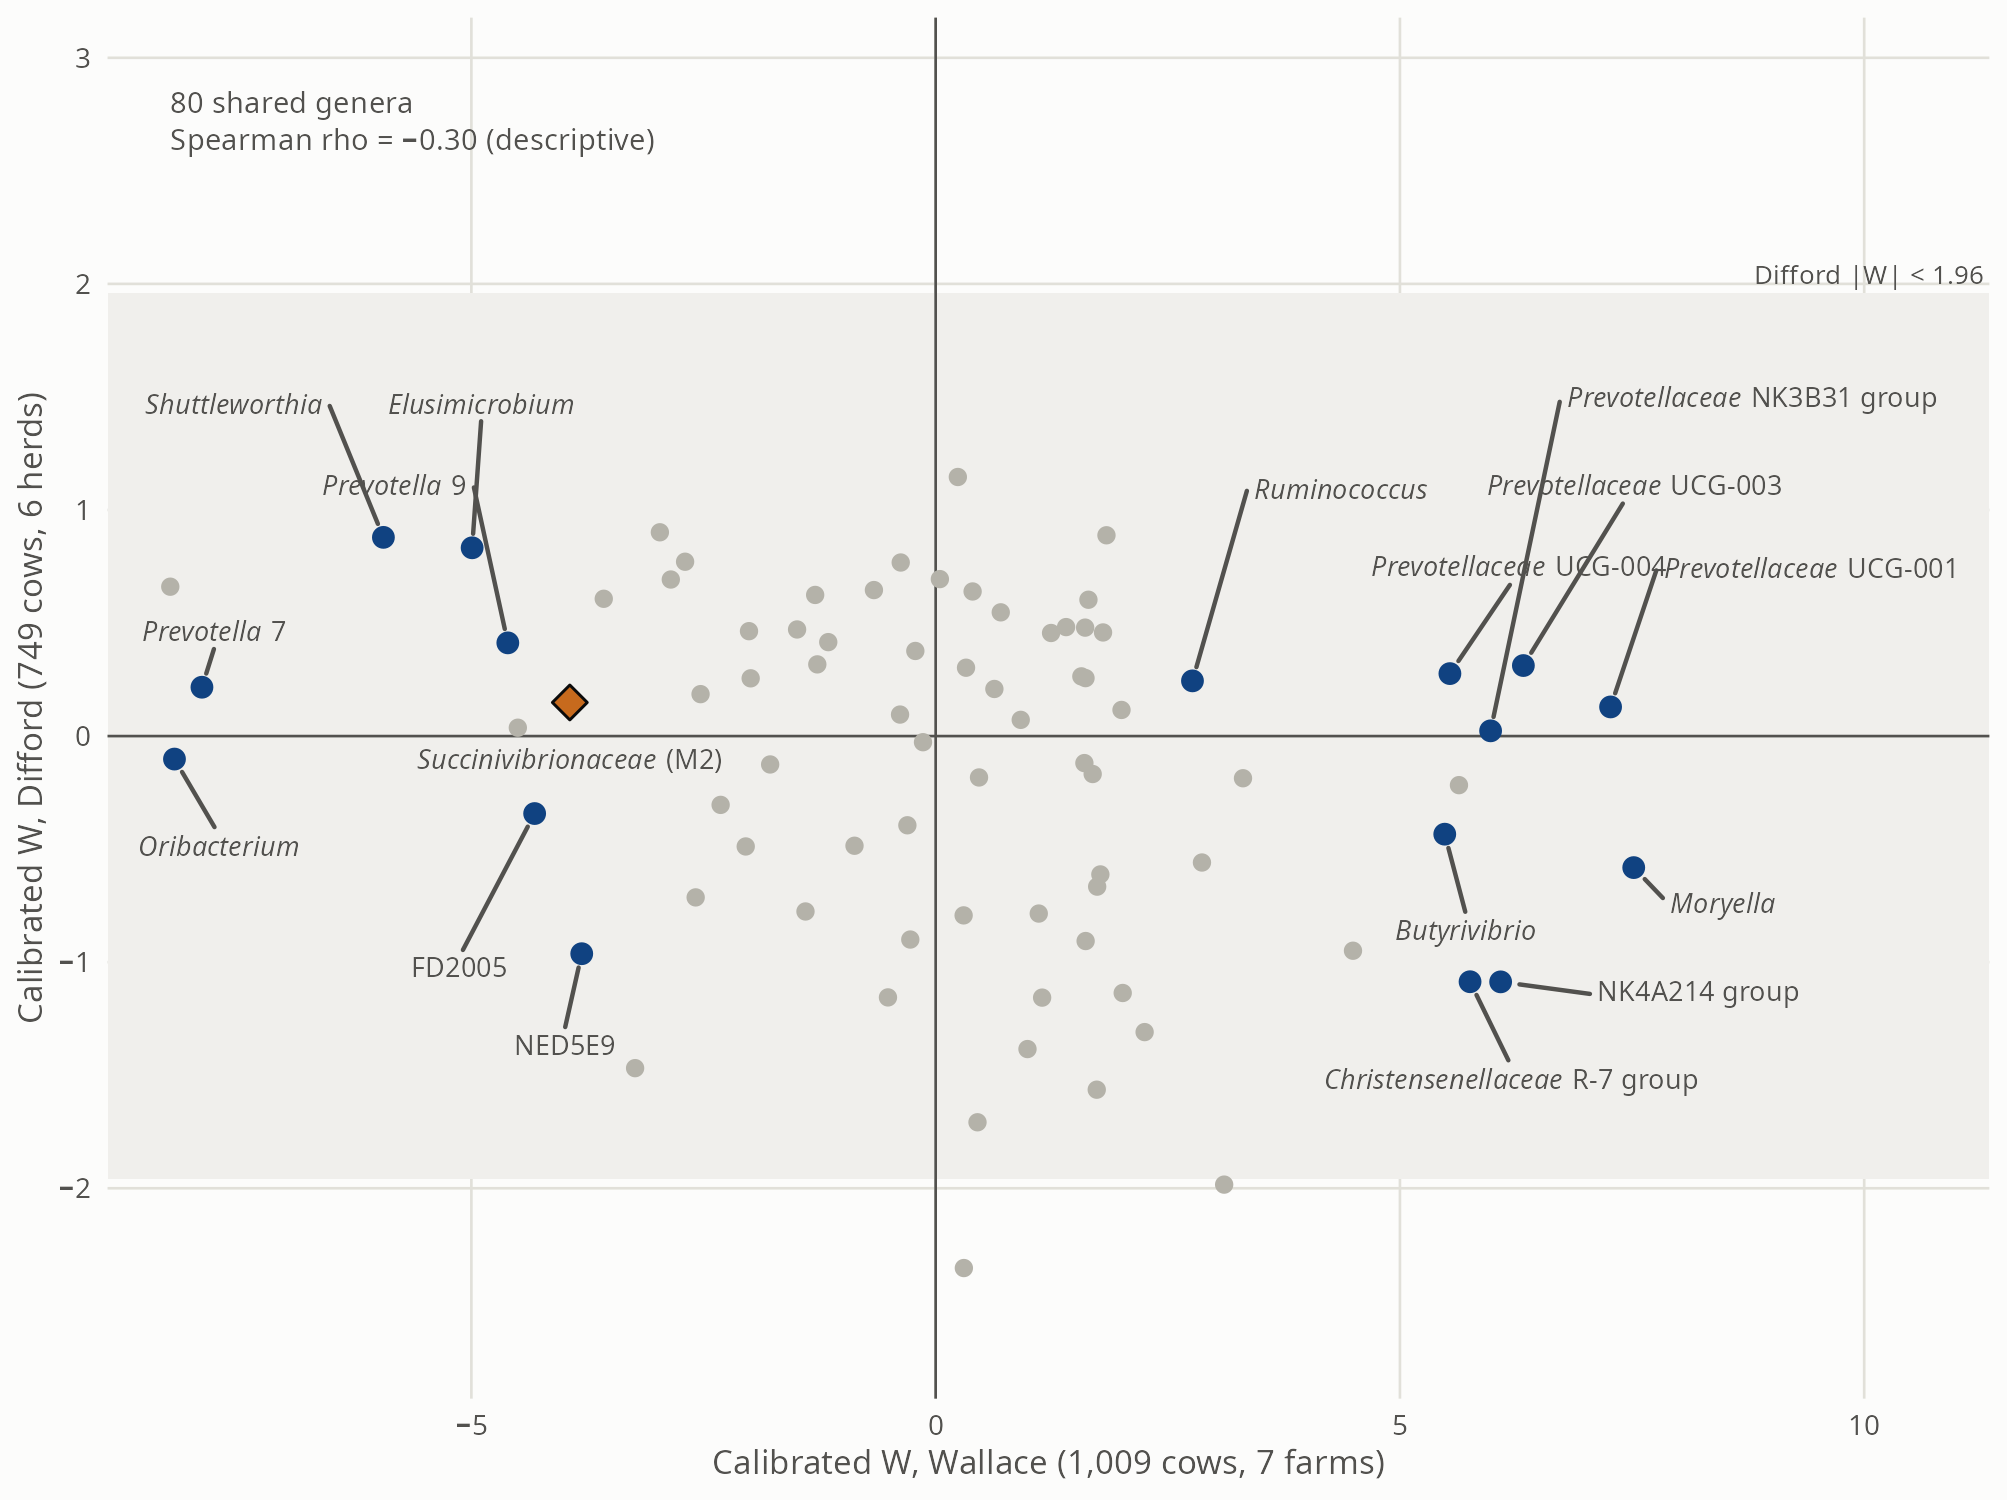 3
80 shared genera
Spearman rho = −0.30 (descriptive)
2
Difford |W| < 1.96
Shuttleworthia
Elusimicrobium
Prevotellaceae NK3B31 group
Prevotella 9
Ruminococcus
Prevotellaceae UCG-003
1
Prevotellaceae UCG-004
Prevotellaceae UCG-001
Prevotella 7
0
Succinivibrionaceae (M2)
Oribacterium
Moryella
Butyrivibrio
−1
FD2005
NK4A214 group
NED5E9
Christensenellaceae R-7 group
−2
Calibrated W, Difford (749 cows, 6 herds)
−5
0
5
10
Calibrated W, Wallace (1,009 cows, 7 farms)